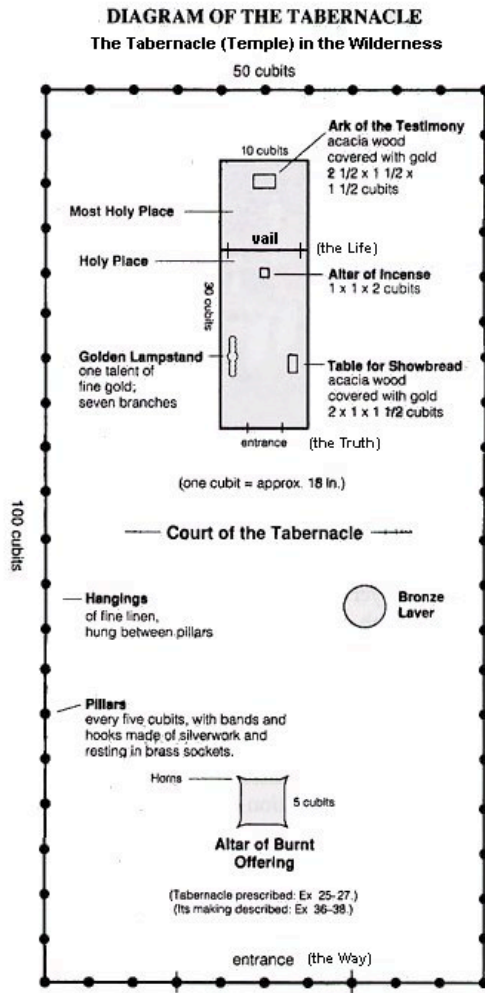 DIAGRAM OF THE TABERNACLE
The Tabernacle (Temple) in the Wilderness
50 cubits
10 cubits
Ark of the Testimony
acacia wood
covered with gold
2 1/2 x 1 1/2 x
1 1/2 cubits
Most Holy Place
vail
(the Life)
Holy Place
Altar of Incense
1 x 1 x 2 cubits
30 cubits
Golden Lampstand
one talent of
fine gold;
seven branches
Table for Showbread
acacia wood
covered with gold
2 x 1 x 1 1/2 cubits
entrance
(the Truth)
(one cubit = approx. 18 in.)
100 cubits
Court of the Tabernacle
Hangings
of fine linen,
hung between pillars
Bronze
Laver
Pillars
every five cubits, with bands and
hooks made of silverwork and
resting in brass sockets.
Horns
5 cubits
Altar of Burnt
Offering
(Tabernacle prescribed: Ex 25-27.)
(Its making described: Ex 36-38.)
entrance (the Way)